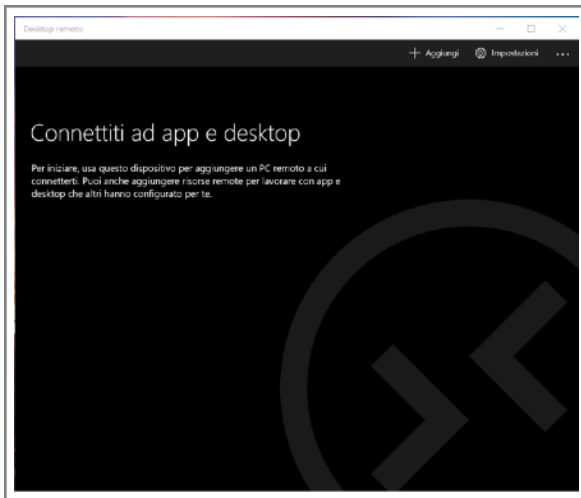 Desktop remoto
Aggiungi Impostazioni ...
Connettiti ad app e desktop
Per iniziare, usa questo dispositivo per aggiungere un PC remoto a cui
connetterti. Puoi anche aggiungere risorse remote per lavorare con app e
desktop che altri hanno configurato per te.